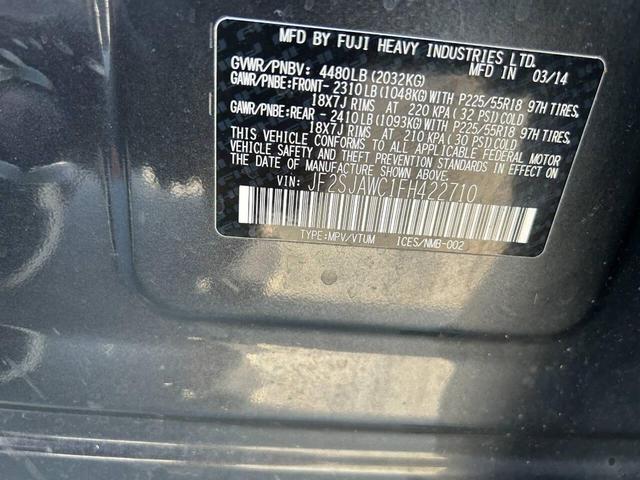 MFD BY FUJI HEAVY INDUSTRIES LTD.
GVWR/PNBV: 4480LB(2032KG) MFD IN 03/14
GAWR/PNBE:FRONT- 2310LB(1048KG)WITH P225/55R18 97H TIRES,
18X7J RIMS AT 220 KPA(32 PSI)COLD
GAWR/PNBE:REAR - 2410LB(1093KG)WITH P225/55R18 97H TIRES,
18X7J RIMS AT 210 KPA(30 PSI)COLD
THIS VEHICLE CONFORMS TO ALL APPLICABLE FEDERAL MOTOR
VEHICLE SAFETY AND THEFT PREVENTION STANDARDS IN EFFECT ON
THE DATE OF MANUFACTURE SHOWN ABOVE.
VIN: JF2SJAWC1FH422710
TYPE:MPV/VTUM ICES/NMB-002